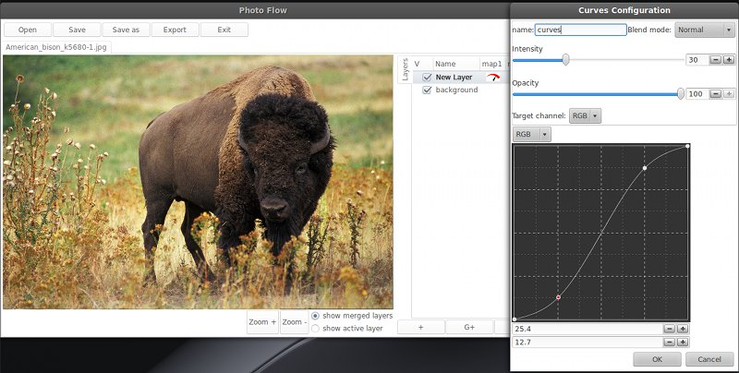 Photo Flow
Open Save Save as Export Exit
American_bison_k5680-1.jpg
Layers
V Name map1
New Layer
background
Zoom + Zoom -
show merged layers
show active layer
+ G+
Curves Configuration
name: curves Blend mode: Normal
Intensity
30
Opacity
100
Target channel: RGB
RGB
25.4
12.7
OK Cancel